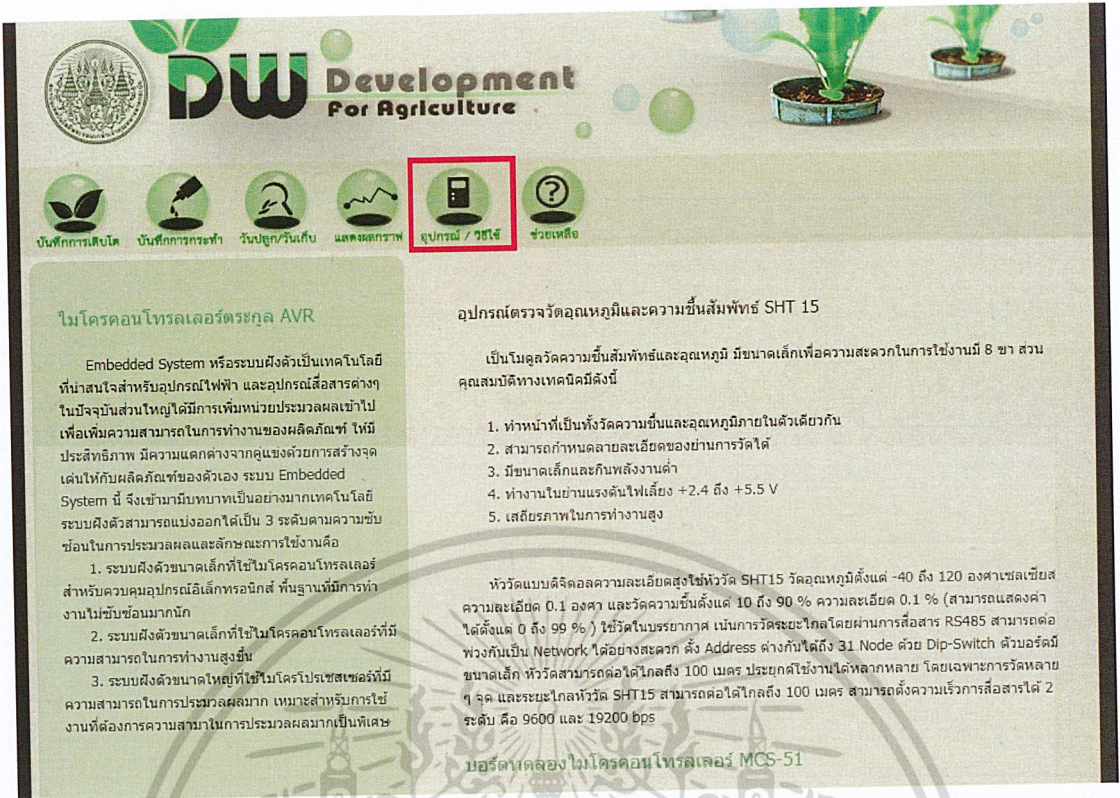 DW Development
For Agriculture
บันทึกการเติบโต บันทึกการกระทำ วันปลูก/วันเก็บ แสดงผลกราฟ อุปกรณ์ / วิธีใช้ ช่วยเหลือ
ไมโครคอนโทรลเลอร์ตระกูล AVR
Embedded System หรือระบบฝังตัวเป็นเทคโนโลยี
ที่น่าสนใจสำหรับอุปกรณ์ไฟฟ้า และอุปกรณ์สื่อสารต่างๆ
ในปัจจุบันส่วนใหญ่ได้มีการเพิ่มหน่วยประมวลผลเข้าไป
เพื่อเพิ่มความสามารถในการทำงานของผลิตภัณฑ์ ให้มี
ประสิทธิภาพ มีความแตกต่างจากคู่แข่งด้วยการสร้างจุด
เด่นให้กับผลิตภัณฑ์ของตัวเอง ระบบ Embedded
System นี้ จึงเข้ามามีบทบาทเป็นอย่างมากเทคโนโลยี
ระบบฝังตัวสามารถแบ่งออกได้เป็น 3 ระดับตามความซับ
ซ้อนในการประมวลผลและลักษณะการใช้งานคือ
1. ระบบฝังตัวขนาดเล็กที่ใช้ไมโครคอนโทรลเลอร์
สำหรับควบคุมอุปกรณ์อิเล็กทรอนิกส์ พื้นฐานที่มีการทำ
งานไม่ซับซ้อนมากนัก
2. ระบบฝังตัวขนาดเล็กที่ใช้ไมโครคอนโทรลเลอร์ที่มี
ความสามารถในการทำงานสูงขึ้น
3. ระบบฝังตัวขนาดใหญ่ที่ใช้ไมโครโปรเซสเซอร์ที่มี
ความสามารถในการประมวลผลมาก เหมาะสำหรับการใช้
งานที่ต้องการความสามาในการประมวลผลมากเป็นพิเศษ
อุปกรณ์ตรวจวัดอุณหภูมิและความชื้นสัมพัทธ์ SHT 15
เป็นโมดูลวัดความชื้นสัมพัทธ์และอุณหภูมิ มีขนาดเล็กเพื่อความสะดวกในการใช้งานมี 8 ขา ส่วน
คุณสมบัติทางเทคนิคมีดังนี้
1. ทำหน้าที่เป็นทั้งวัดความชื้นและอุณหภูมิภายในตัวเดียวกัน
2. สามารถกำหนดลายละเอียดของย่านการวัดได้
3. มีขนาดเล็กและกินพลังงานต่ำ
4. ทำงานในย่านแรงดันไฟเลี้ยง +2.4 ถึง +5.5 V
5. เสถียรภาพในการทำงานสูง
หัววัดแบบดิจิตอลความละเอียดสูงใช้หัววัด SHT15 วัดอุณหภูมิตั้งแต่ -40 ถึง 120 องศาเซลเซียส
ความละเอียด 0.1 องศา และวัดความชื้นตั้งแต่ 10 ถึง 90 % ความละเอียด 0.1 % (สามารถแสดงค่า
ได้ตั้งแต่ 0 ถึง 99 % ) ใช้วัดในบรรยากาศ เน้นการวัดระยะไกลโดยผ่านการสื่อสาร RS485 สามารถต่อ
พ่วงกันเป็น Network ได้อย่างสะดวก ตั้ง Address ต่างกันได้ถึง 31 Node ด้วย Dip-Switch ตัวบอร์ดมี
ขนาดเล็ก หัววัดสามารถต่อได้ไกลถึง 100 เมตร ประยุกต์ใช้งานได้หลากหลาย โดยเฉพาะการวัดหลาย
ๆ จุด และระยะไกลหัววัด SHT15 สามารถต่อได้ไกลถึง 100 เมตร สามารถตั้งความเร็วการสื่อสารได้ 2
ระดับ คือ 9600 และ 19200 bps
บอร์ดทดลองไมโครคอนโทรลเลอร์ MCS-51